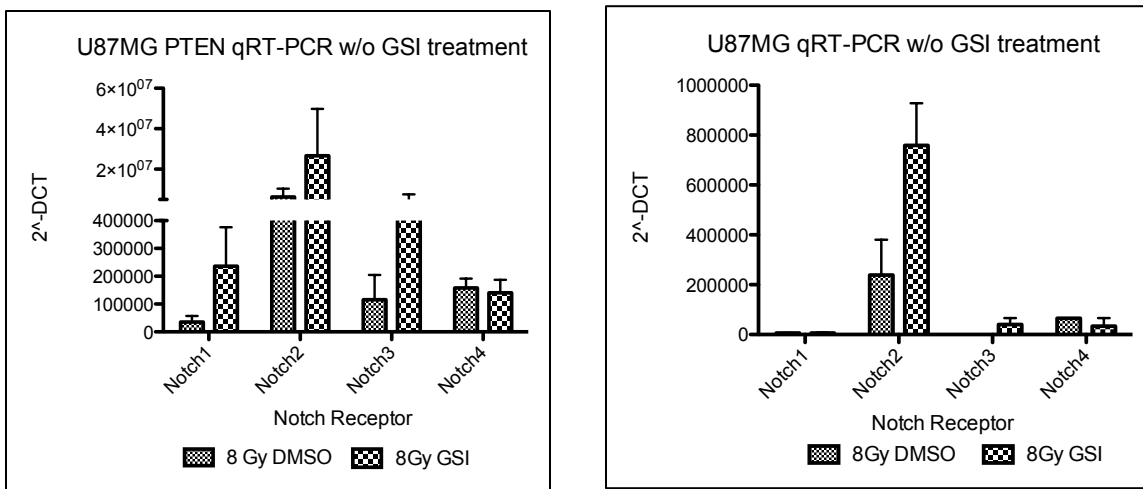 U87MG PTEN qRT-PCR w/o GSI treatment
6×10⁰⁷
4×10⁰⁷
2×10⁰⁷
400000
300000
200000
100000
0
2^-DCT
Notch1
Notch2
Notch3
Notch4
Notch Receptor
8 Gy DMSO
8Gy GSI
U87MG qRT-PCR w/o GSI treatment
1000000
800000
600000
400000
200000
0
2^-DCT
Notch1
Notch2
Notch3
Notch4
Notch Receptor
8 Gy DMSO
8Gy GSI